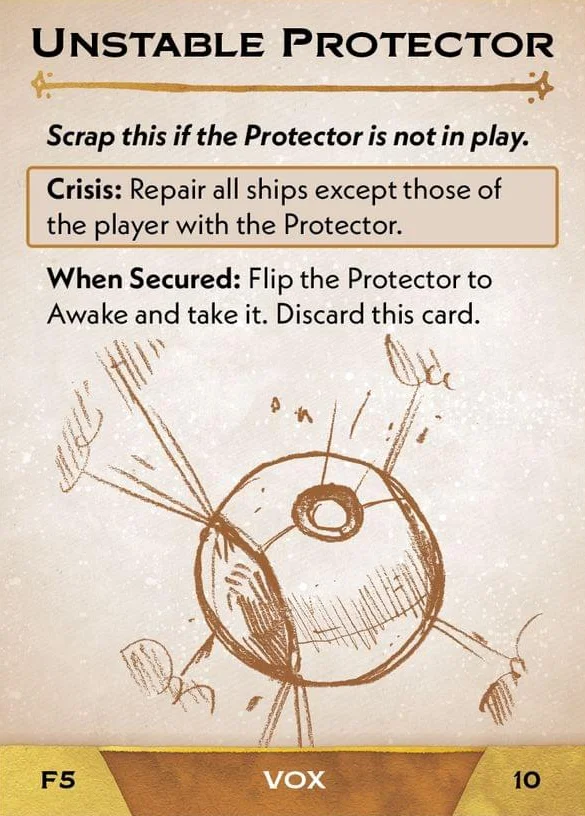 UNSTABLE PROTECTOR
Scrap this if the Protector is not in play.
Crisis: Repair all ships except those of
the player with the Protector.
When Secured: Flip the Protector to
Awake and take it. Discard this card.
F5 VOX 10